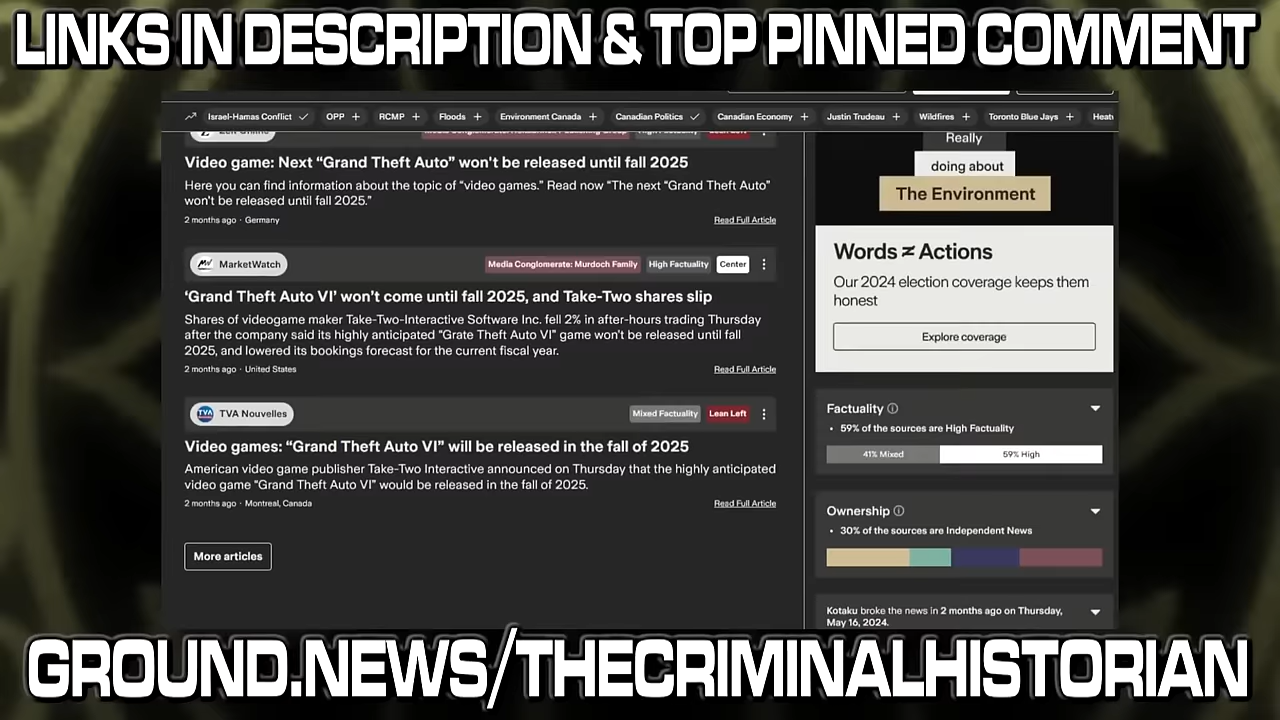 LINKS IN DESCRIPTION & TOP PINNED COMMENT
Israel-Hamas Conflict
OPP +
RCMP +
Floods +
Environment Canada +
Canadian Politics
Canadian Economy +
Justin Trudeau +
Wildfires +
Toronto Blue Jays +
Heat
Video game: Next “Grand Theft Auto” won't be released until fall 2025
Here you can find information about the topic of “video games.” Read now “The next “Grand Theft Auto”
won't be released until fall 2025.”
2 months ago · Germany
Read Full Article
MarketWatch
Media Conglomerate: Murdoch Family
High Factuality
Center
‘Grand Theft Auto VI’ won’t come until fall 2025, and Take-Two shares slip
Shares of videogame maker Take-Two-Interactive Software Inc. fell 2% in after-hours trading Thursday
after the company said its highly anticipated “Grate Theft Auto VI” game won't be released until fall
2025, and lowered its bookings forecast for the current fiscal year.
2 months ago · United States
Read Full Article
TVA
TVA Nouvelles
Mixed Factuality
Lean Left
Video games: “Grand Theft Auto VI” will be released in the fall of 2025
American video game publisher Take-Two Interactive announced on Thursday that the highly anticipated
video game “Grand Theft Auto VI” would be released in the fall of 2025.
2 months ago · Montreal, Canada
Read Full Article
More articles
Really
doing about
The Environment
Words ≠ Actions
Our 2024 election coverage keeps them
honest
Explore coverage
Factuality
• 59% of the sources are High Factuality
41% Mixed
59% High
Ownership
• 30% of the sources are Independent News
Kotaku broke the news in 2 months ago on Thursday,
May 16, 2024.
GROUND.NEWS/THECRIMINALHISTORIAN